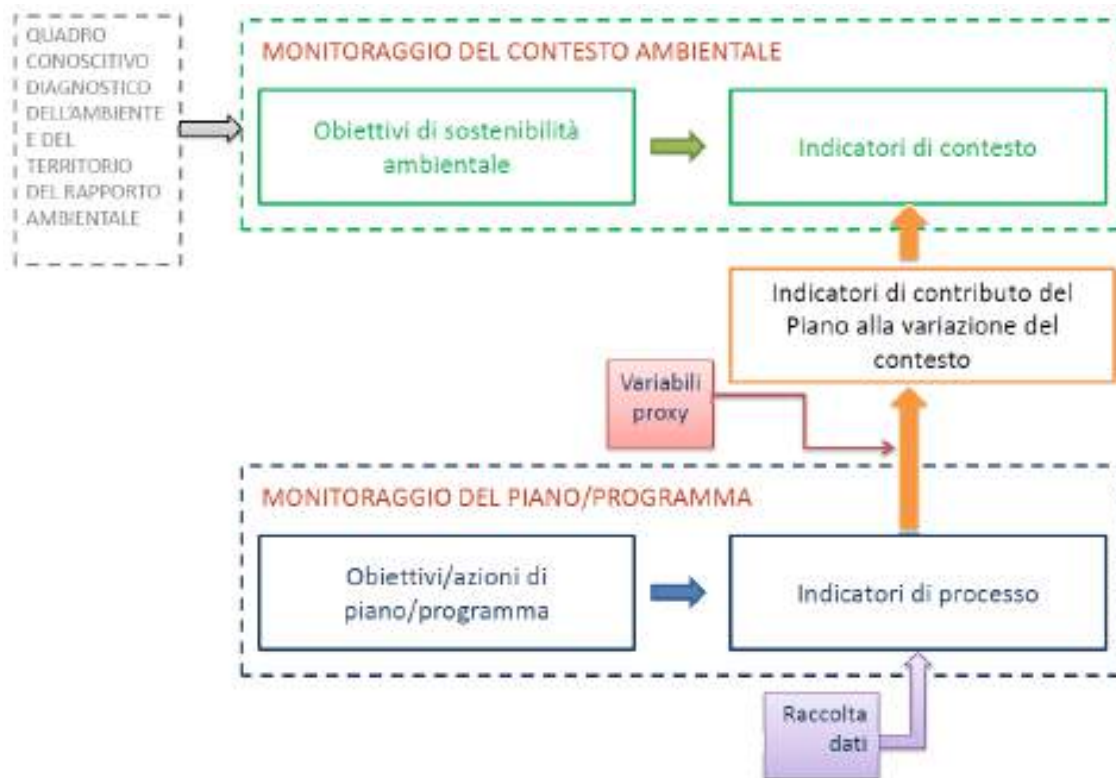 QUADRO
CONOSCITIVO
DIAGNOSTICO
DELL'AMBIENTE
E DEL
TERRITORIO
DEL RAPPORTO
AMBIENTALE
MONITORAGGIO DEL CONTESTO AMBIENTALE
Obiettivi di sostenibilità
ambientale
Indicatori di contesto
Indicatori di contributo del
Piano alla variazione del
contesto
Variabili
proxy
MONITORAGGIO DEL PIANO/PROGRAMMA
Obiettivi/azioni di
piano/programma
Indicatori di processo
Raccolta
dati